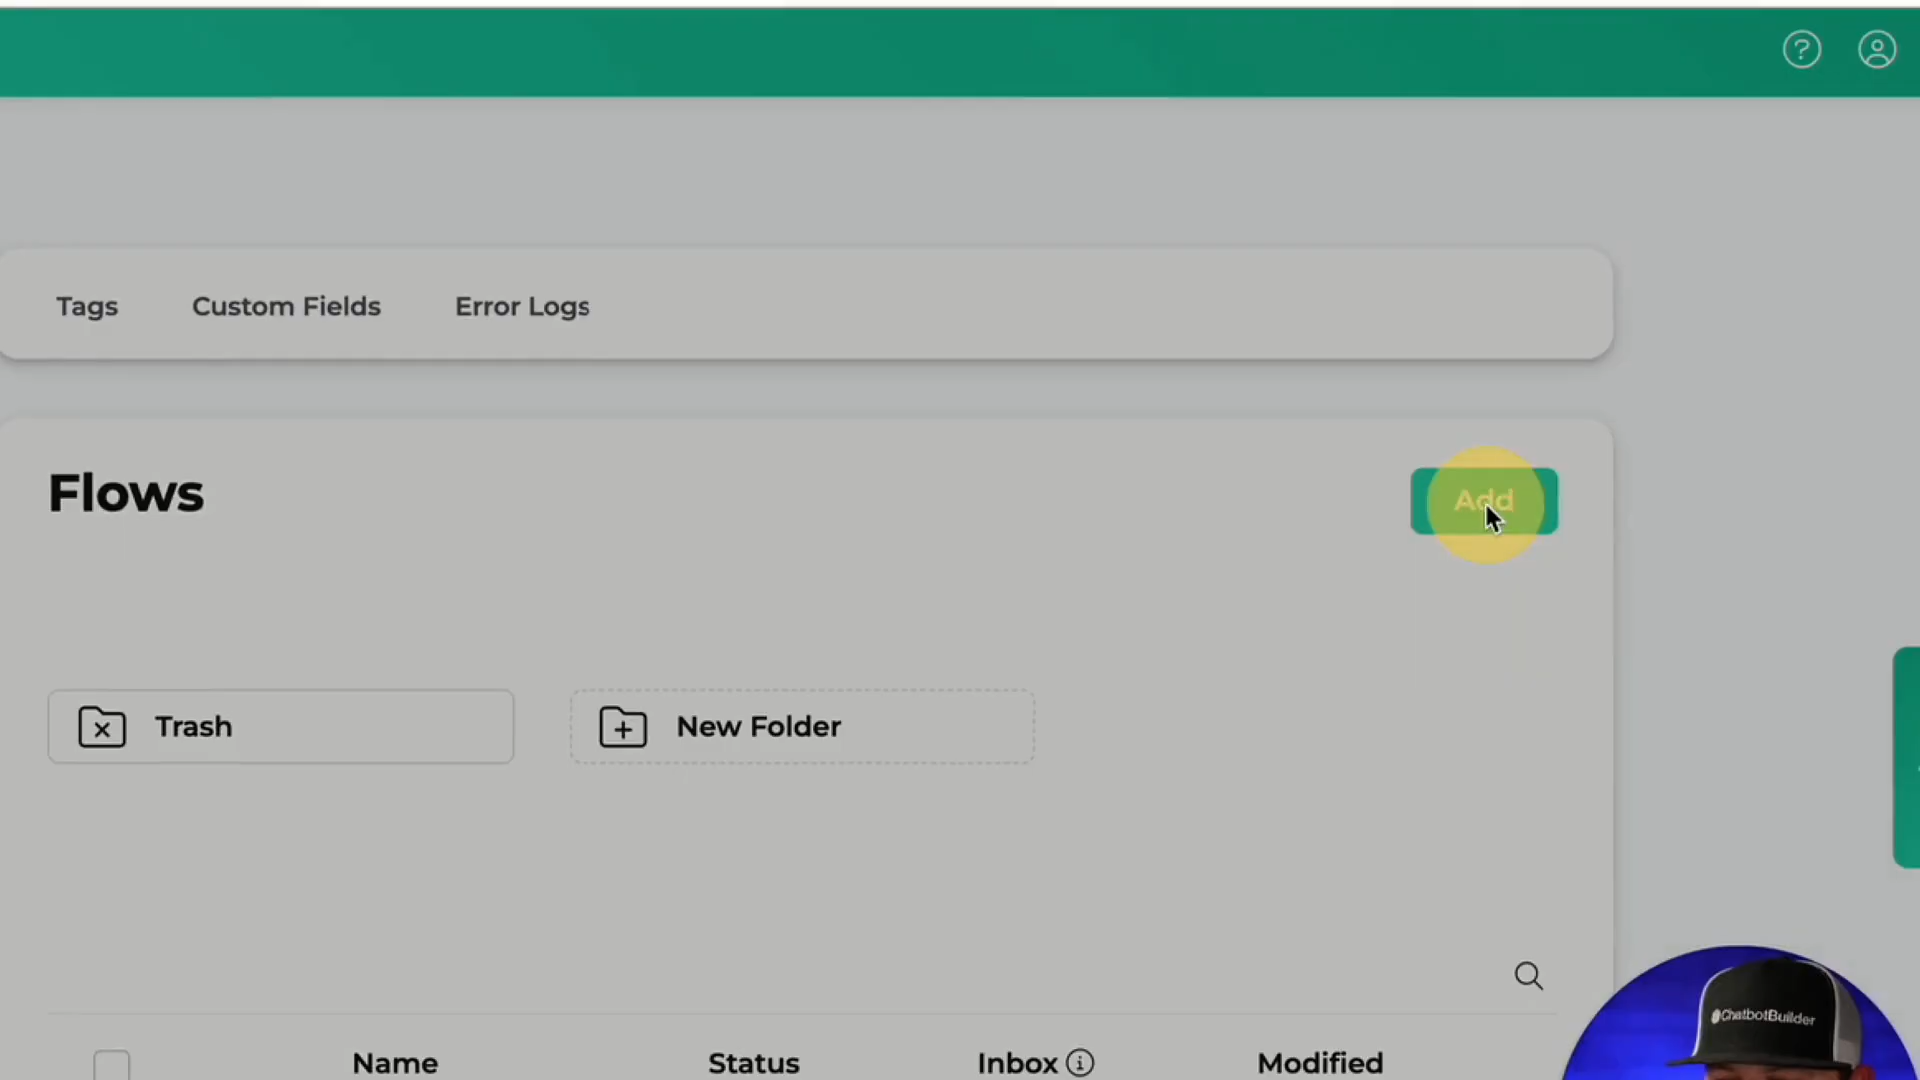 Tags Custom Fields Error Logs
Flows
Add
Trash New Folder
Name Status Inbox Modified
#ChatbotBuilder